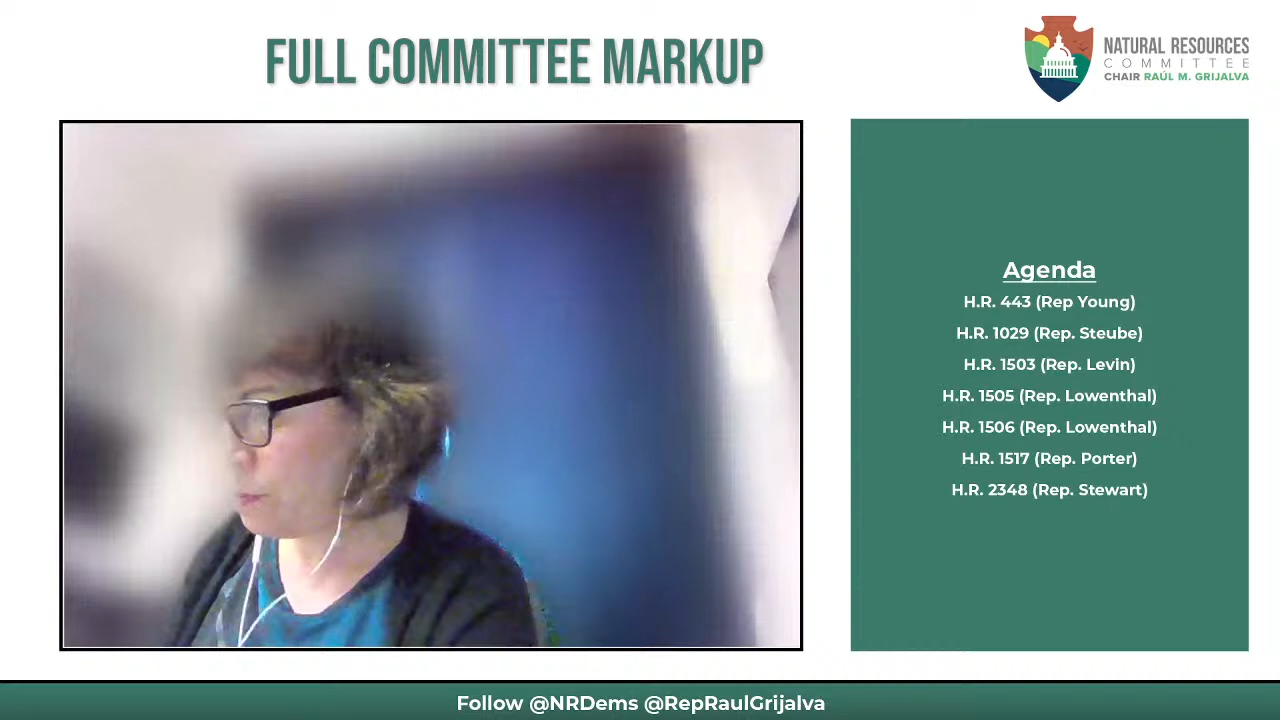 FULL COMMITTEE MARKUP
NATURAL RESOURCES
COMMITTEE
CHAIR RAÚL M. GRIJALVA
Agenda
H.R. 443 (Rep Young)
H.R. 1029 (Rep. Steube)
H.R. 1503 (Rep. Levin)
H.R. 1505 (Rep. Lowenthal)
H.R. 1506 (Rep. Lowenthal)
H.R. 1517 (Rep. Porter)
H.R. 2348 (Rep. Stewart)
Follow @NRDems @RepRaulGrijalva